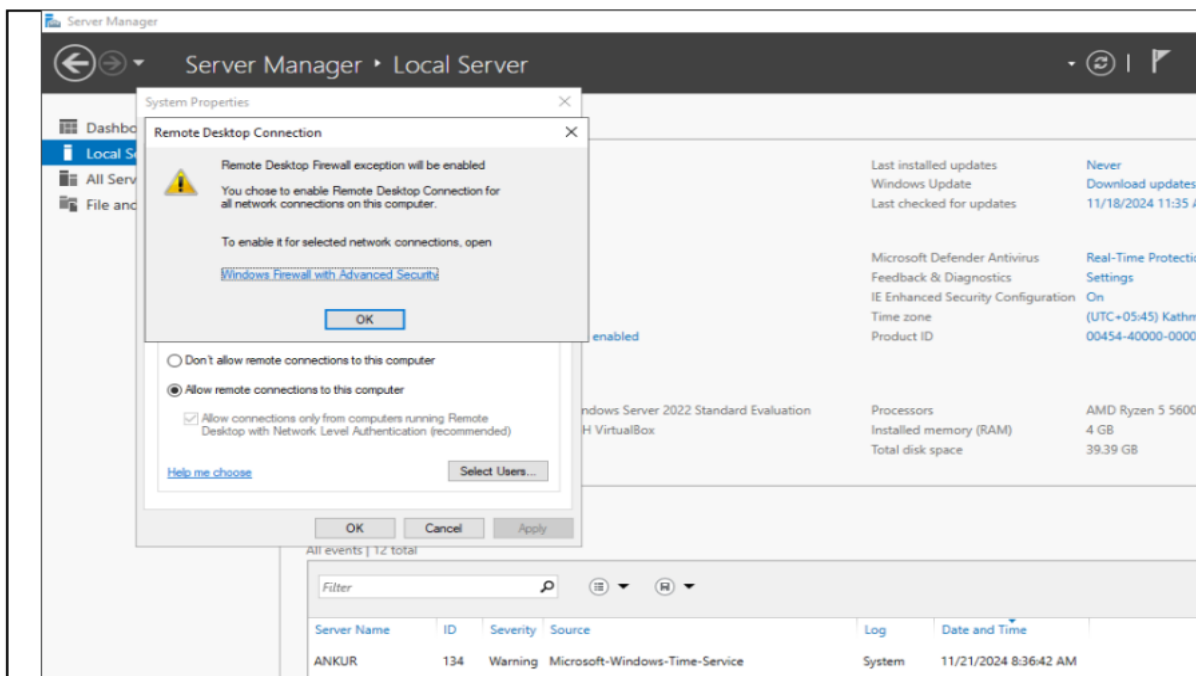 Server Manager
Server Manager ‣ Local Server
System Properties
Dashbo
Local Se
All Serv
File and
Remote Desktop Connection
Remote Desktop Firewall exception will be enabled
You chose to enable Remote Desktop Connection for
all network connections on this computer.
To enable it for selected network connections, open
Windows Firewall with Advanced Security
OK
Don't allow remote connections to this computer
Allow remote connections to this computer
Allow connections only from computers running Remote
Desktop with Network Level Authentication (recommended)
Help me choose
Select Users...
OK Cancel Apply
enabled
ndows Server 2022 Standard Evaluation
H VirtualBox
Last installed updates Never
Windows Update Download updates
Last checked for updates 11/18/2024 11:35 A
Microsoft Defender Antivirus Real-Time Protectio
Feedback & Diagnostics Settings
IE Enhanced Security Configuration On
Time zone (UTC+05:45) Kathm
Product ID 00454-40000-0000
Processors AMD Ryzen 5 5600
Installed memory (RAM) 4 GB
Total disk space 39.39 GB
All events | 12 total
Filter
Server Name ID Severity Source Log Date and Time
ANKUR 134 Warning Microsoft-Windows-Time-Service System 11/21/2024 8:36:42 AM